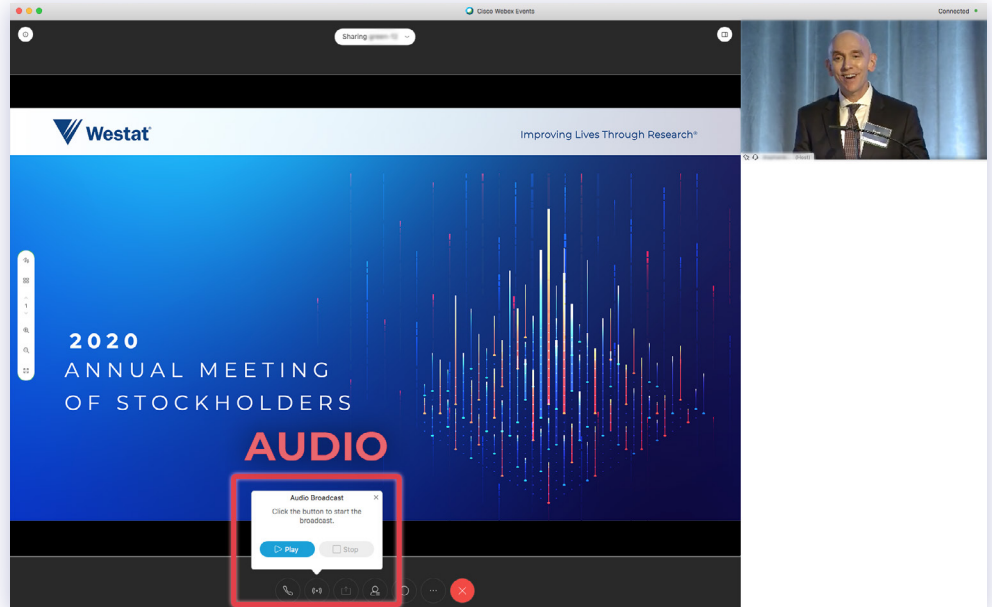 Cisco Webex Events
Connected
Sharing
Westat
Improving Lives Through Research®
1
2020
ANNUAL MEETING
OF STOCKHOLDERS
AUDIO
Audio Broadcast
Click the button to start the
broadcast.
Play
Stop